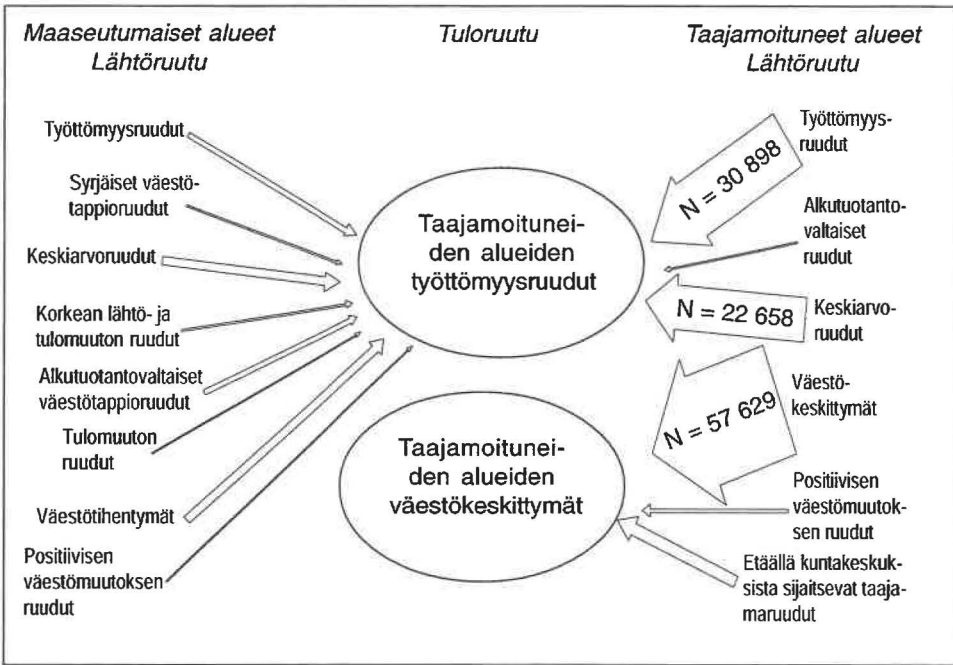 Maaseutumaiset alueet
Lähtöruutu
Tuloruutu
Taajamoituneet alueet
Lähtöruutu
Työttömyysruudut
Syrjäiset väestö-
tappioruudut
Keskiarvoruudut
Korkean lähtö- ja
tulomuuton ruudut
Alkutuotantovaltaiset
väestötappioruudut
Tulomuuton
ruudut
Väestötihentymät
Positiivisen
väestömuutoksen
ruudut
Taajamoitunei-
den alueiden
työttömyysruudut
Taajamoitunei-
den alueiden
väestökeskittymät
Työttömyys-
ruudut
N = 30 898
Alkutuotanto-
valtaiset
ruudut
N = 22 658
Keskiarvo-
ruudut
Väestö-
keskittymät
N = 57 629
Positiivisen
väestömuutok-
sen ruudut
Etäällä kuntakeskuk-
sista sijaitsevat taaja-
maruudut